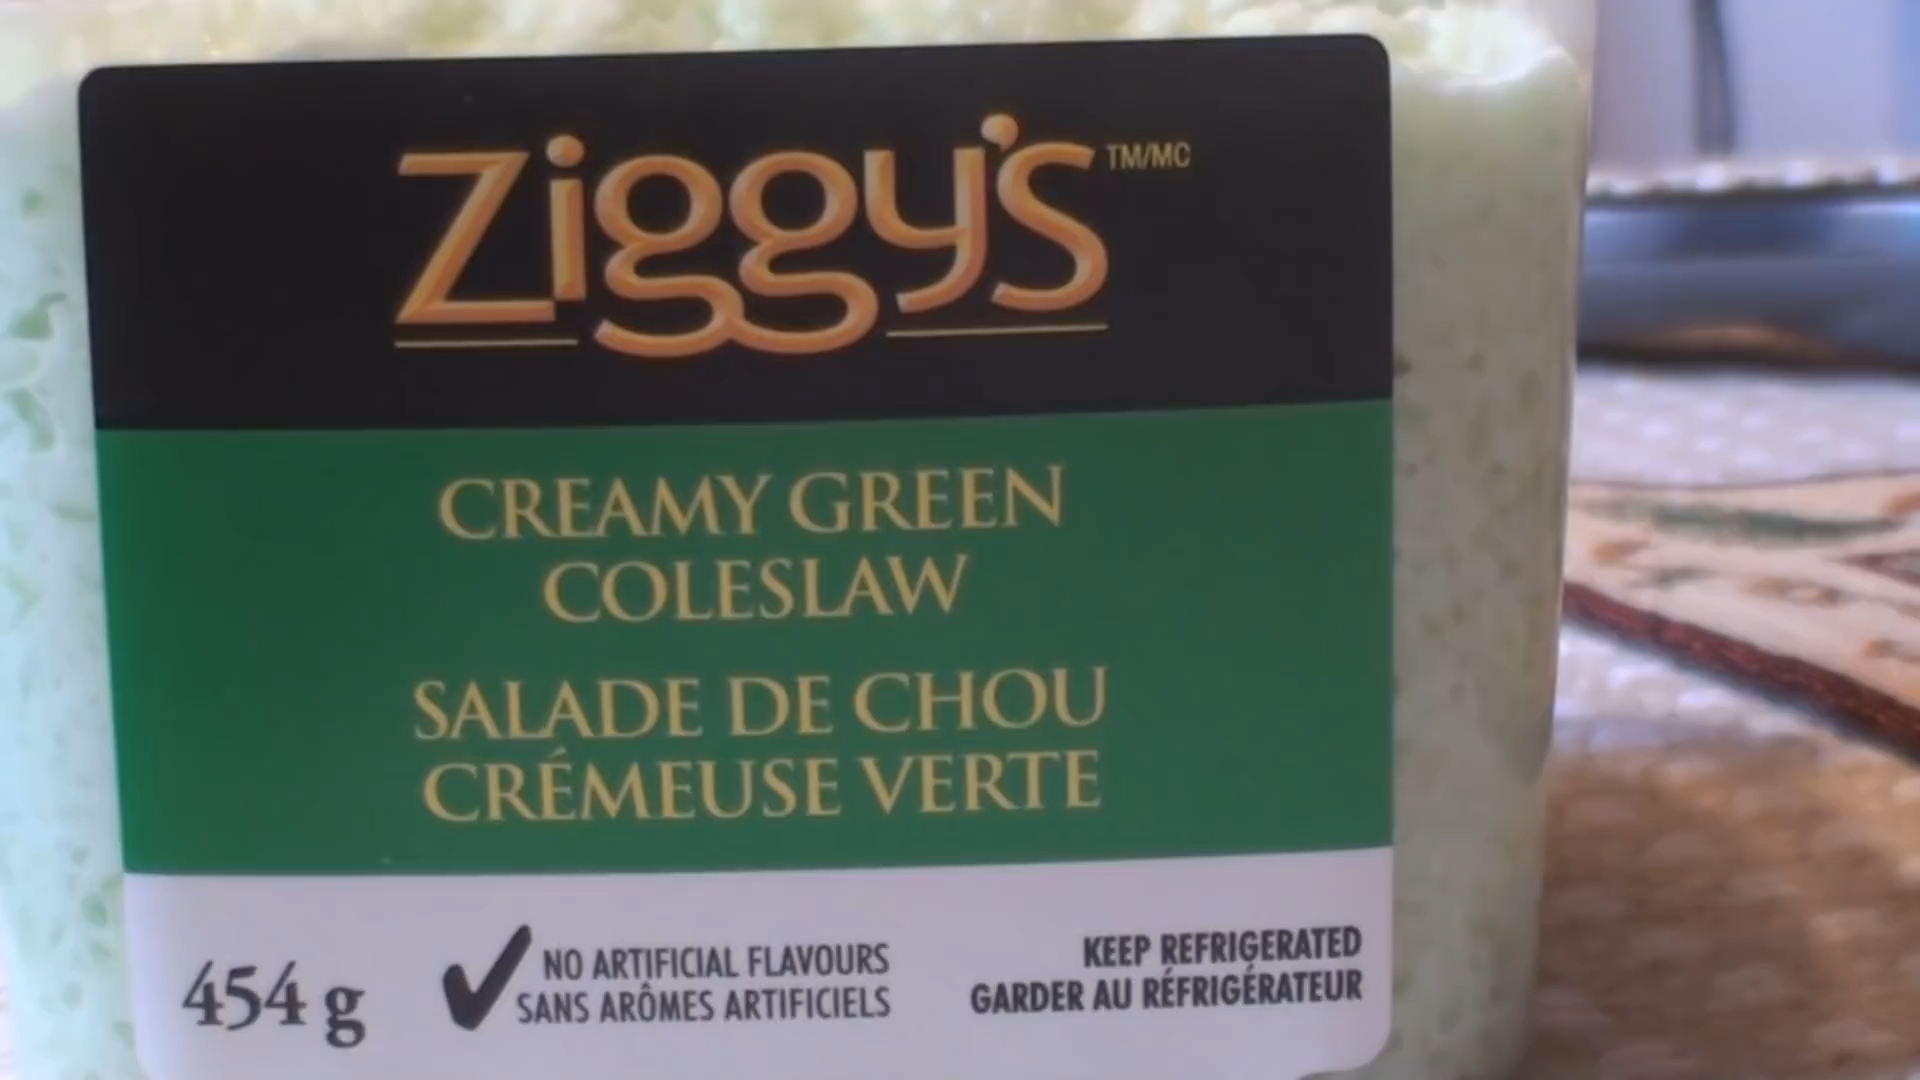 Ziggy's TM/MC
CREAMY GREEN
COLESLAW
SALADE DE CHOU
CRÉMEUSE VERTE
454 g
NO ARTIFICIAL FLAVOURS
SANS ARÔMES ARTIFICIELS
KEEP REFRIGERATED
GARDER AU RÉFRIGÉRATEUR